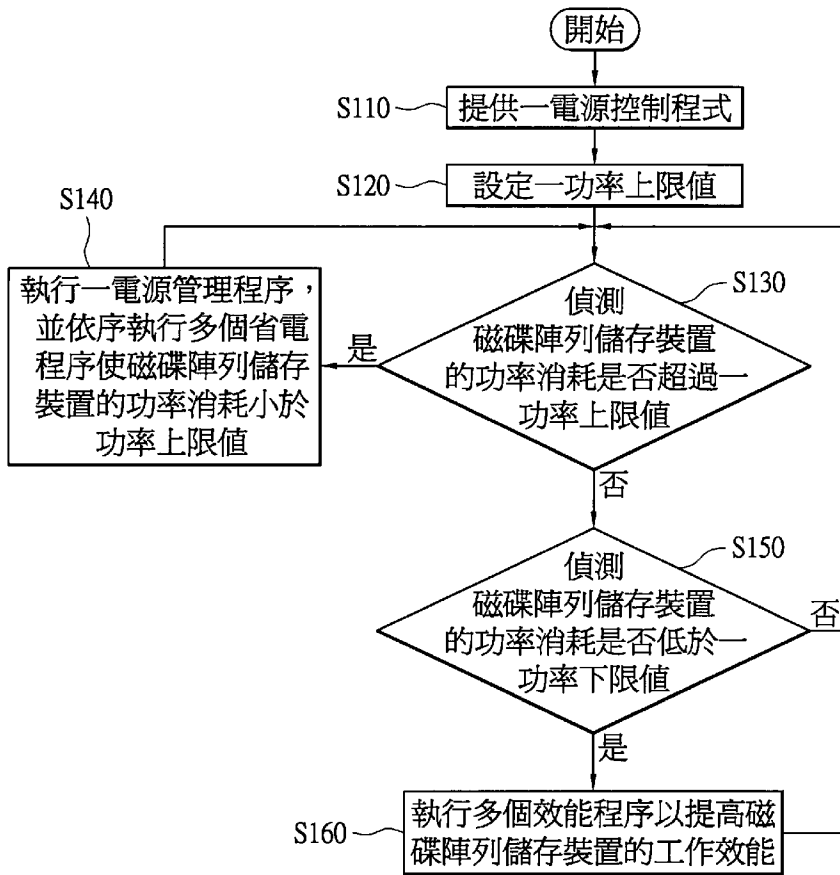 開始
S110
提供一電源控制程式
S120
設定一功率上限值
S140
執行一電源管理程序，
並依序執行多個省電
程序使磁碟陣列儲存
裝置的功率消耗小於
功率上限值
是
S130
偵測
磁碟陣列儲存裝置
的功率消耗是否超過一
功率上限值
否
S150
偵測
磁碟陣列儲存裝置
的功率消耗是否低於一
功率下限值
否
是
S160
執行多個效能程序以提高磁
碟陣列儲存裝置的工作效能